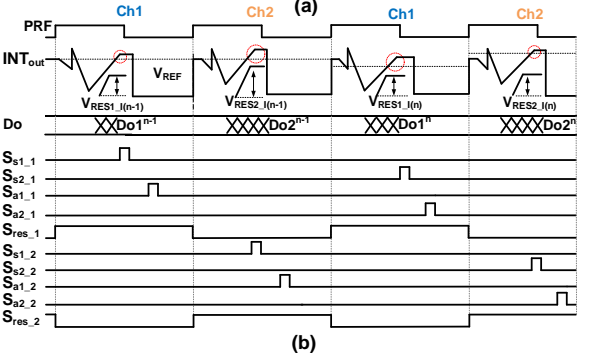 (a)
Ch1 Ch2 Ch1 Ch2
PRF
INTout VREF
VRES1_I(n-1) VRES2_I(n-1) VRES1_I(n) VRES2_I(n)
Do Do1n-1 Do2n-1 Do1n Do2n
Ss1_1
Ss2_1
Sa1_1
Sa2_1
Sres_1
Ss1_2
Ss2_2
Sa1_2
Sa2_2
Sres_2
(b)